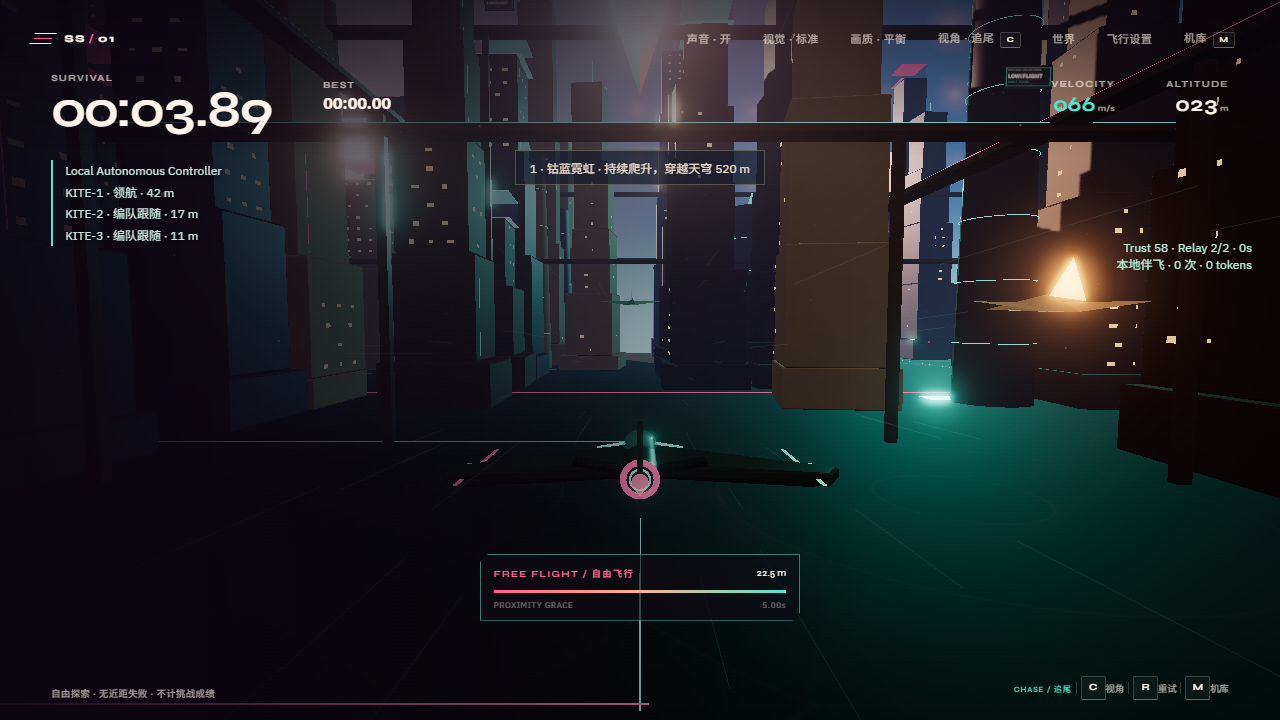 SS / 01
声音 · 开 视觉 · 标准 画质 · 平衡 视角 · 追尾 C 世界 飞行设置 机库 M
SURVIVAL
00:03.89
BEST
00:00.00
LOW/FLIGHT
VELOCITY
066 m/s
ALTITUDE
023 m
1 · 钴蓝霓虹 · 持续爬升，穿越天穹 520 m
Local Autonomous Controller
KITE-1 · 领航 · 42 m
KITE-2 · 编队跟随 · 17 m
KITE-3 · 编队跟随 · 11 m
Trust 58 · Relay 2/2 · 0s
本地伴飞 · 0 次 · 0 tokens
FREE FLIGHT / 自由飞行 22.5 m
PROXIMITY GRACE 5.00s
自由探索 · 无近距失败 · 不计挑战成绩
CHASE / 追尾 C 视角 R 重试 M 机库